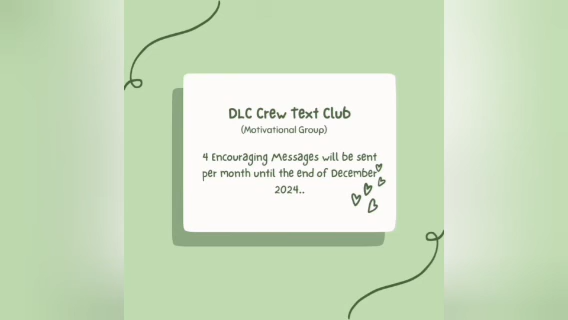 DLC Crew Text Club
(Motivational Group)
4 Encouraging Messages will be sent
per month until the end of December
2024..